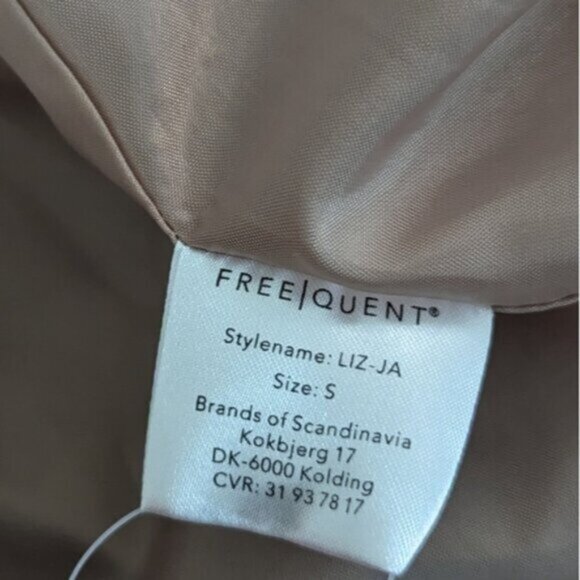 FREE|QUENT®
Stylename: LIZ-JA
Size: S
Brands of Scandinavia
Kokbjerg 17
DK-6000 Kolding
CVR: 31 93 78 17